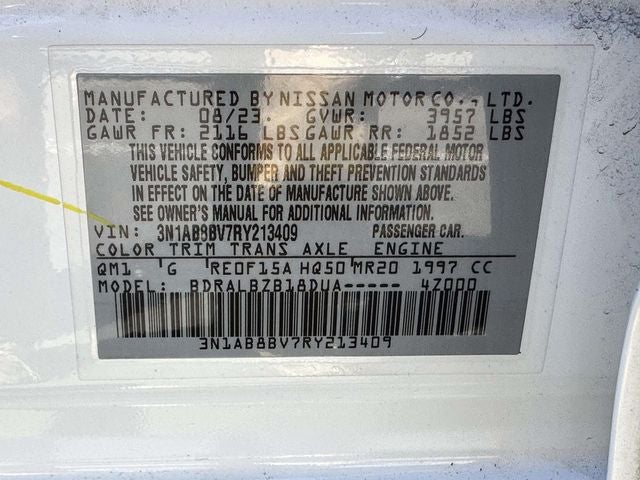 MANUFACTURED BY NISSAN MOTOR CO., LTD.
DATE: 08/23. GVWR: 3957 LBS
GAWR FR: 2116 LBS GAWR RR: 1852 LBS
THIS VEHICLE CONFORMS TO ALL APPLICABLE FEDERAL MOTOR
VEHICLE SAFETY, BUMPER AND THEFT PREVENTION STANDARDS
IN EFFECT ON THE DATE OF MANUFACTURE SHOWN ABOVE.
SEE OWNER'S MANUAL FOR ADDITIONAL INFORMATION.
VIN: 3N1AB8BV7RY213409 PASSENGER CAR.
COLOR TRIM TRANS AXLE ENGINE
QM1 G RE0F15A HQ50 MR20 1997 CC
MODEL: BDRALBZB18DUA----- 4Z000
3N1AB8BV7RY213409